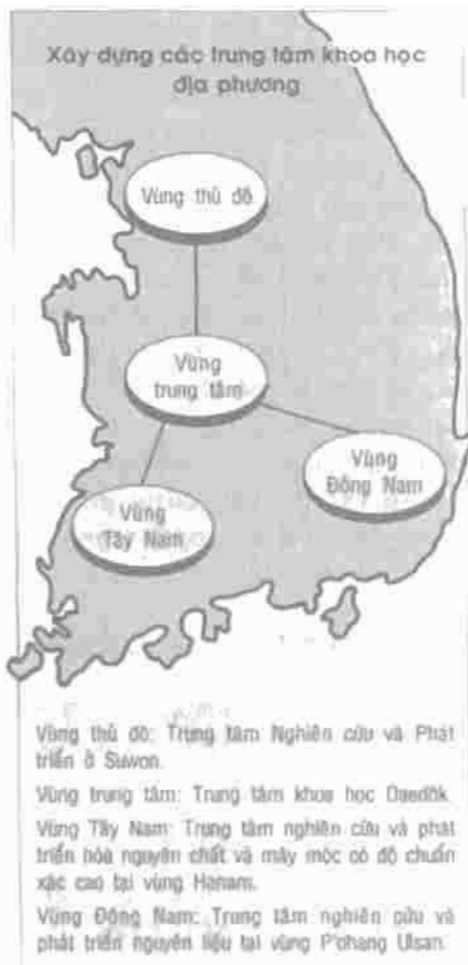 Xây dựng các trung tâm khoa học
địa phương
Vùng thủ đô
Vùng
trung tâm
Vùng
Đông Nam
Vùng
Tây Nam
Vùng thủ đô: Trung tâm Nghiên cứu và Phát
triển ở Suwon.
Vùng trung tâm: Trung tâm khoa học Daedok
Vùng Tây Nam: Trung tâm nghiên cứu và phát
triển hóa nguyên chất và máy móc có độ chuẩn
xác cao tại vùng Hanam.
Vùng Đông Nam: Trung tâm nghiên cứu và
phát triển nguyên liệu tại vùng P'ohang Ulsan.